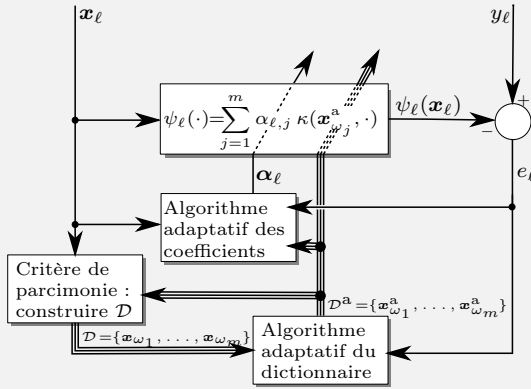 𝒙_ℓ
y_ℓ
ψ_ℓ(·)=∑_{j=1}^{m} α_{ℓ,j} κ(𝒙^a_{ω_j}, ·)
ψ_ℓ(𝒙_ℓ)
+
−
𝜶_ℓ
e_ℓ
Algorithme
adaptatif des
coefficients
Critère de
parcimonie :
construire 𝒟
𝒟^a={𝒙^a_{ω_1}, . . . , 𝒙^a_{ω_m}}
𝒟={𝒙_{ω_1}, . . . , 𝒙_{ω_m}}
Algorithme
adaptatif du
dictionnaire